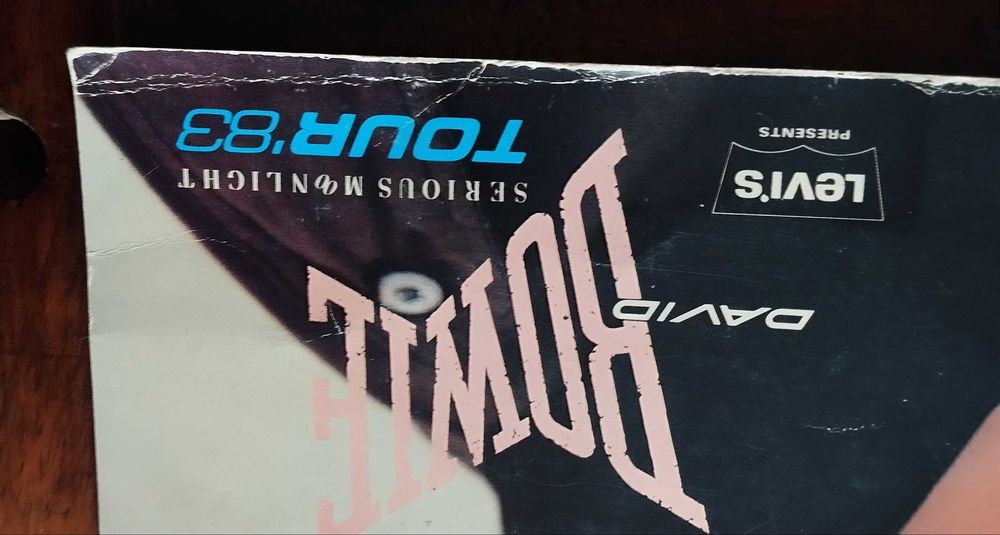 LEVI'S
PRESENTS
DAVID
BOWIE
SERIOUS MOONLIGHT
TOUR'83